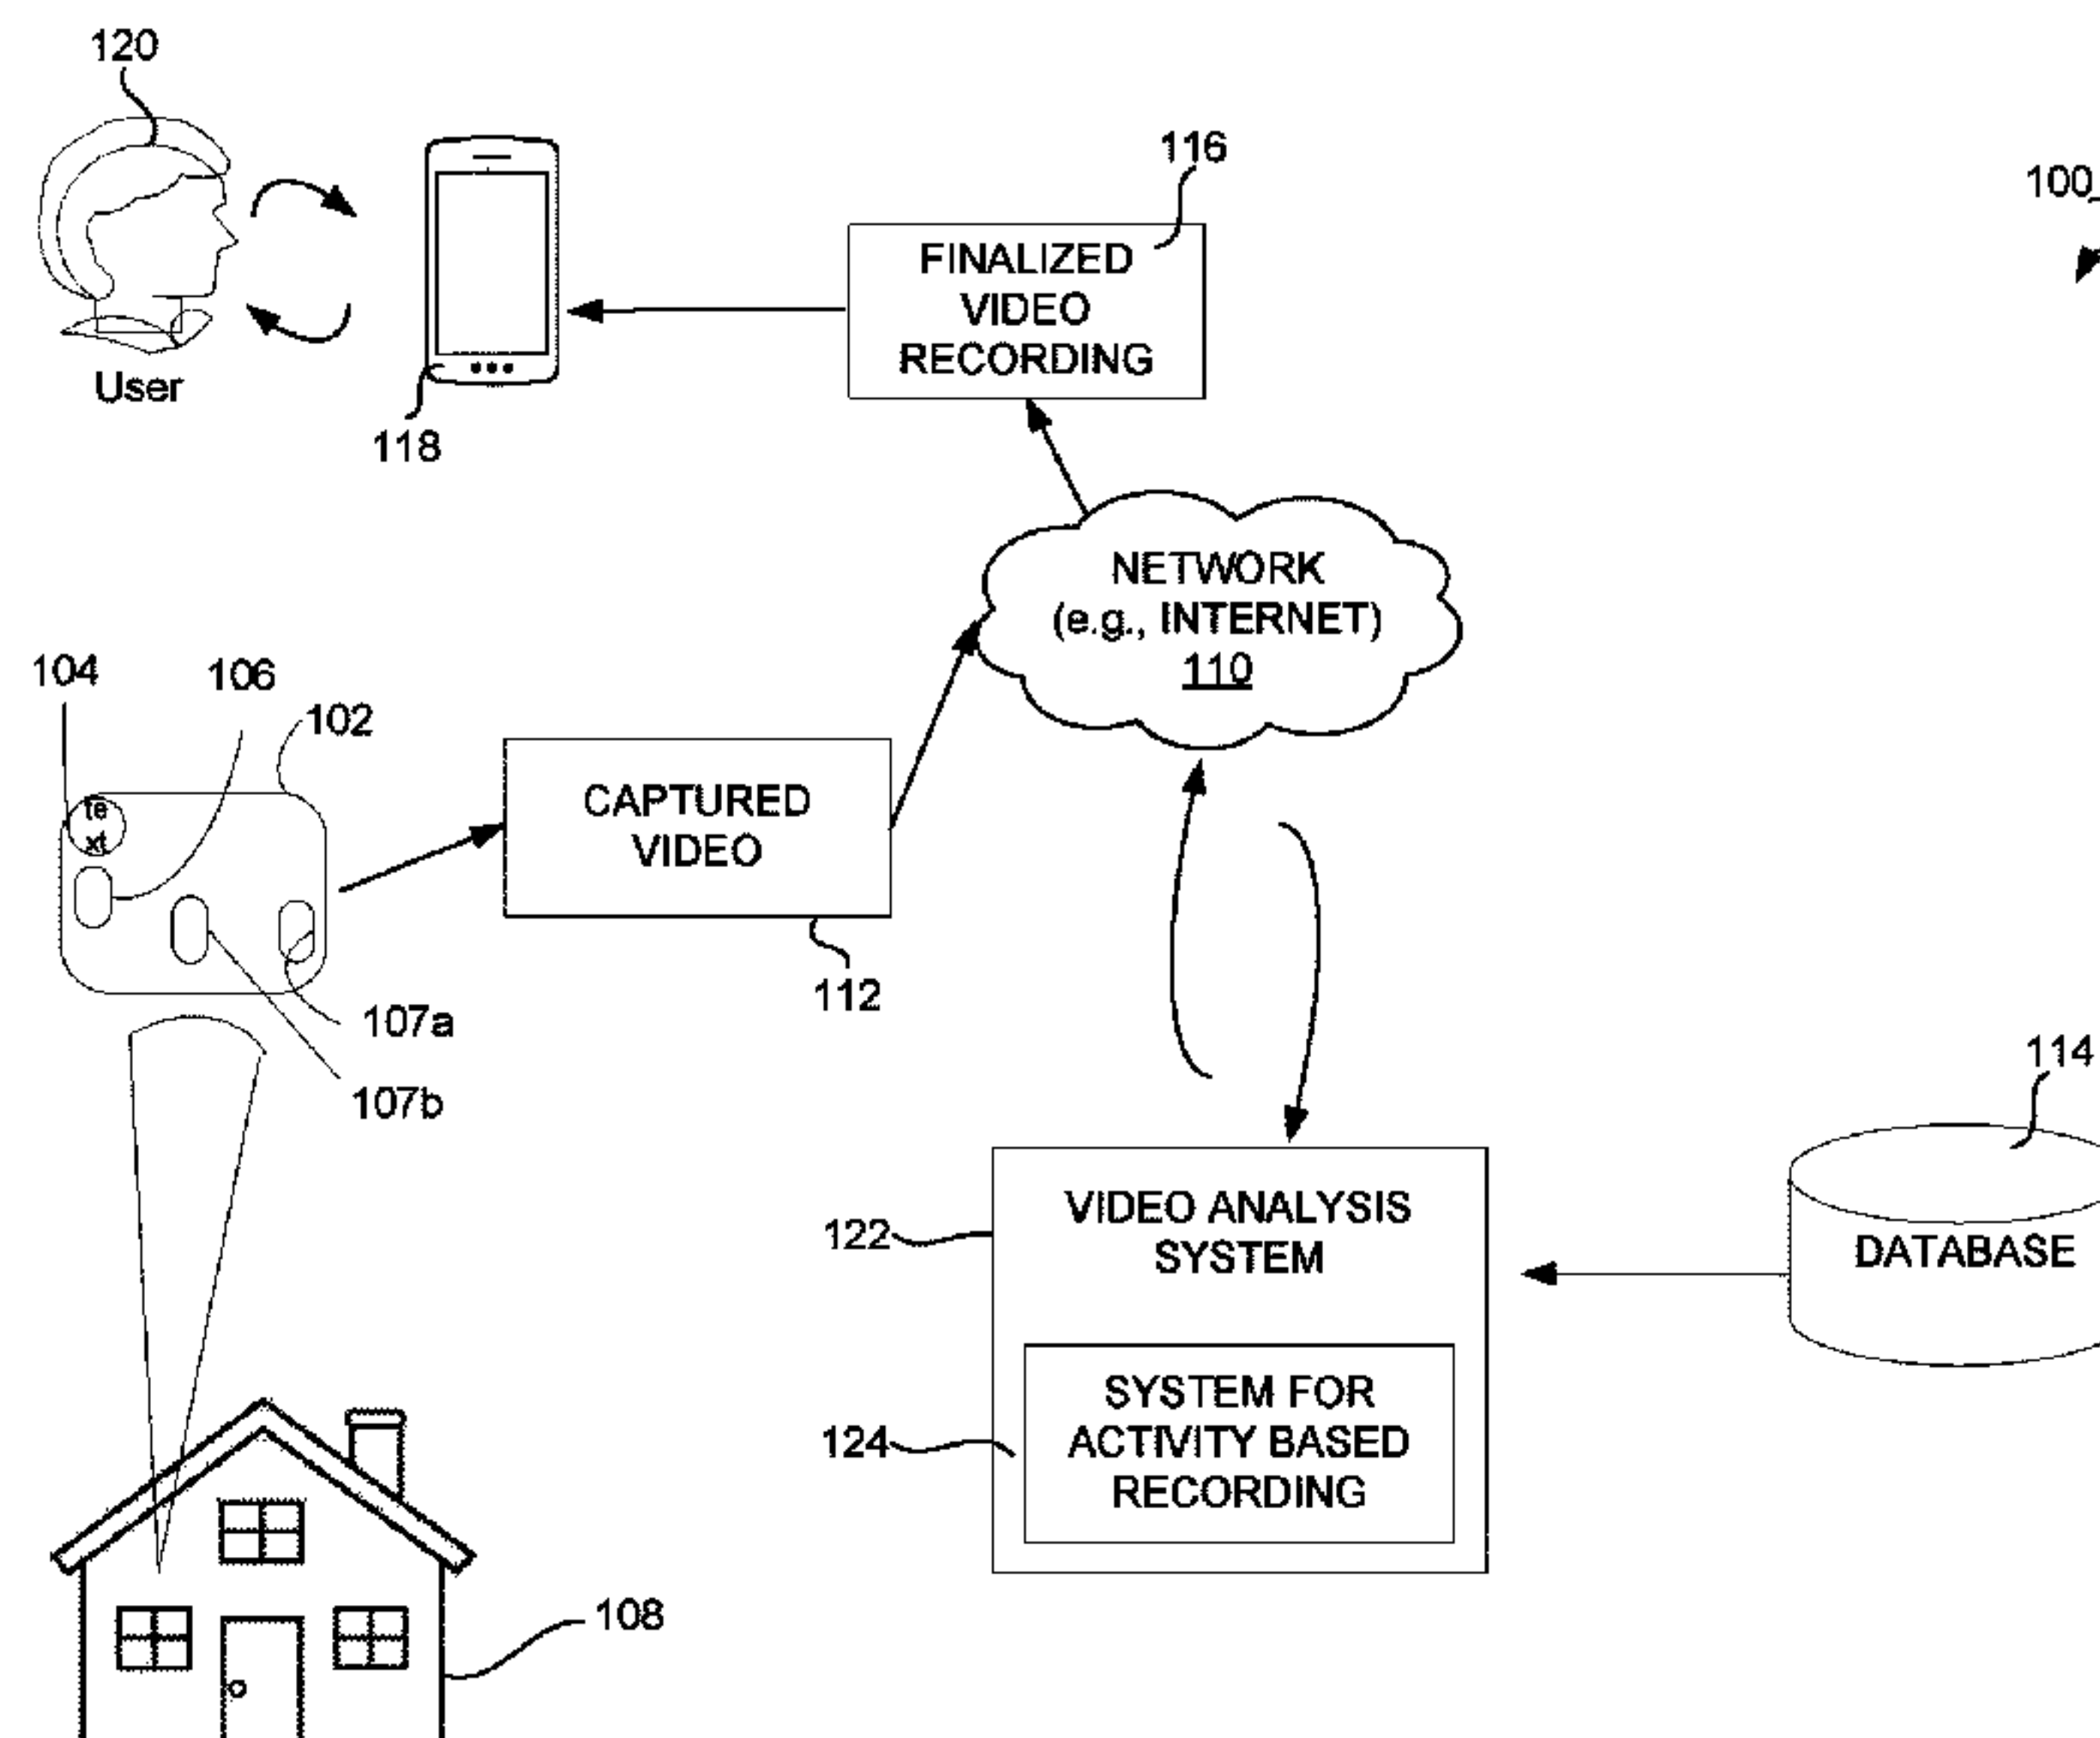 120
116
100
FINALIZED
VIDEO
RECORDING
User
118
NETWORK
(e.g., INTERNET)
110
104
106
102
te
xt
CAPTURED
VIDEO
112
107a
107b
114
122
VIDEO ANALYSIS
SYSTEM
DATABASE
124
SYSTEM FOR
ACTIVITY BASED
RECORDING
108